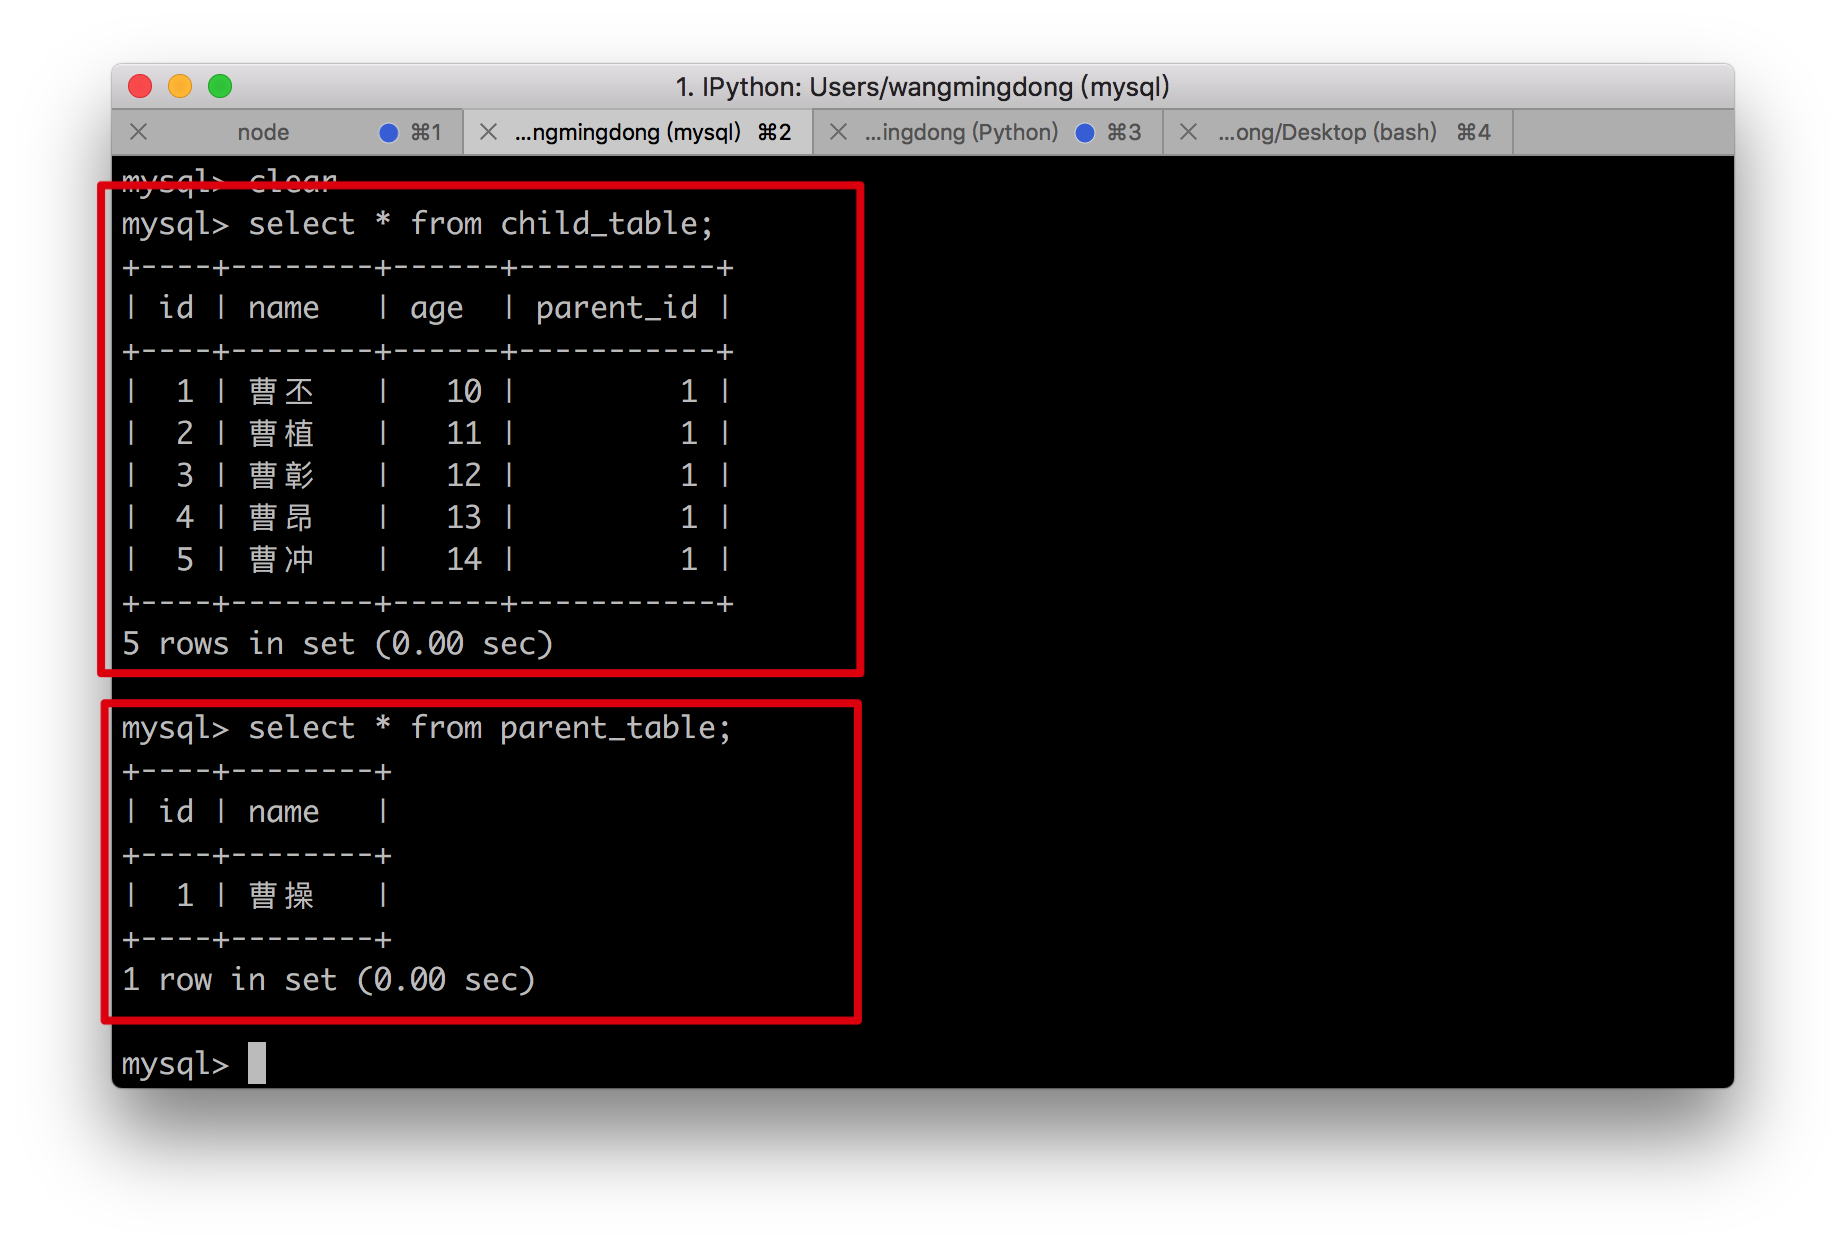 1. IPython: Users/wangmingdong (mysql)
node ⌘1 ...ngmingdong (mysql) ⌘2 ...ingdong (Python) ⌘3 ...ong/Desktop (bash) ⌘4
mysql> clear
mysql> select * from child_table;
+----+--------+------+-----------+
| id | name   | age  | parent_id |
+----+--------+------+-----------+
|  1 | 曹丕   |   10 |         1 |
|  2 | 曹植   |   11 |         1 |
|  3 | 曹彰   |   12 |         1 |
|  4 | 曹昂   |   13 |         1 |
|  5 | 曹冲   |   14 |         1 |
+----+--------+------+-----------+
5 rows in set (0.00 sec)
mysql> select * from parent_table;
+----+--------+
| id | name   |
+----+--------+
|  1 | 曹操   |
+----+--------+
1 row in set (0.00 sec)
mysql>